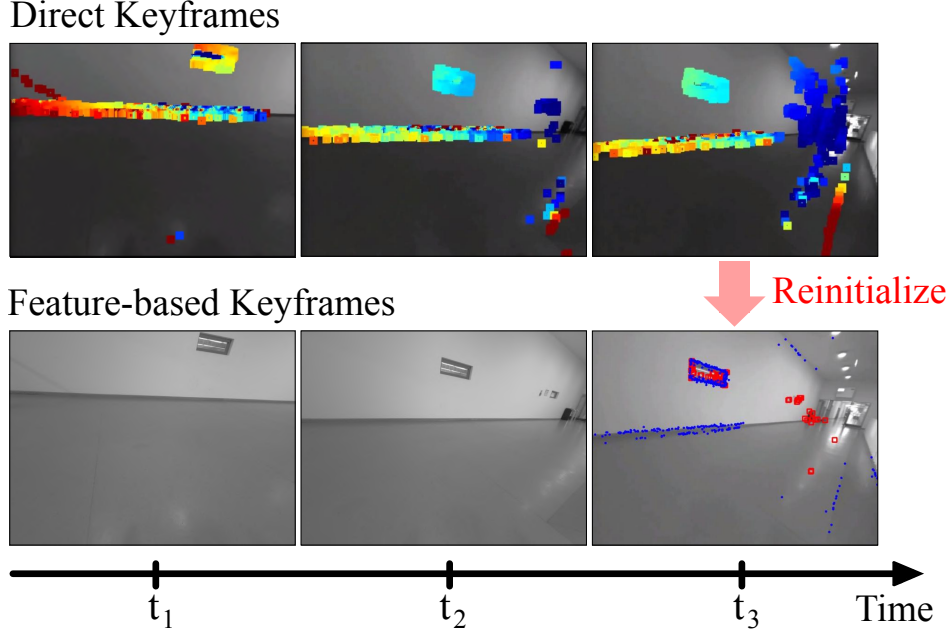 Direct Keyframes
Reinitialize
Feature-based Keyframes
t₁
t₂
t₃
Time